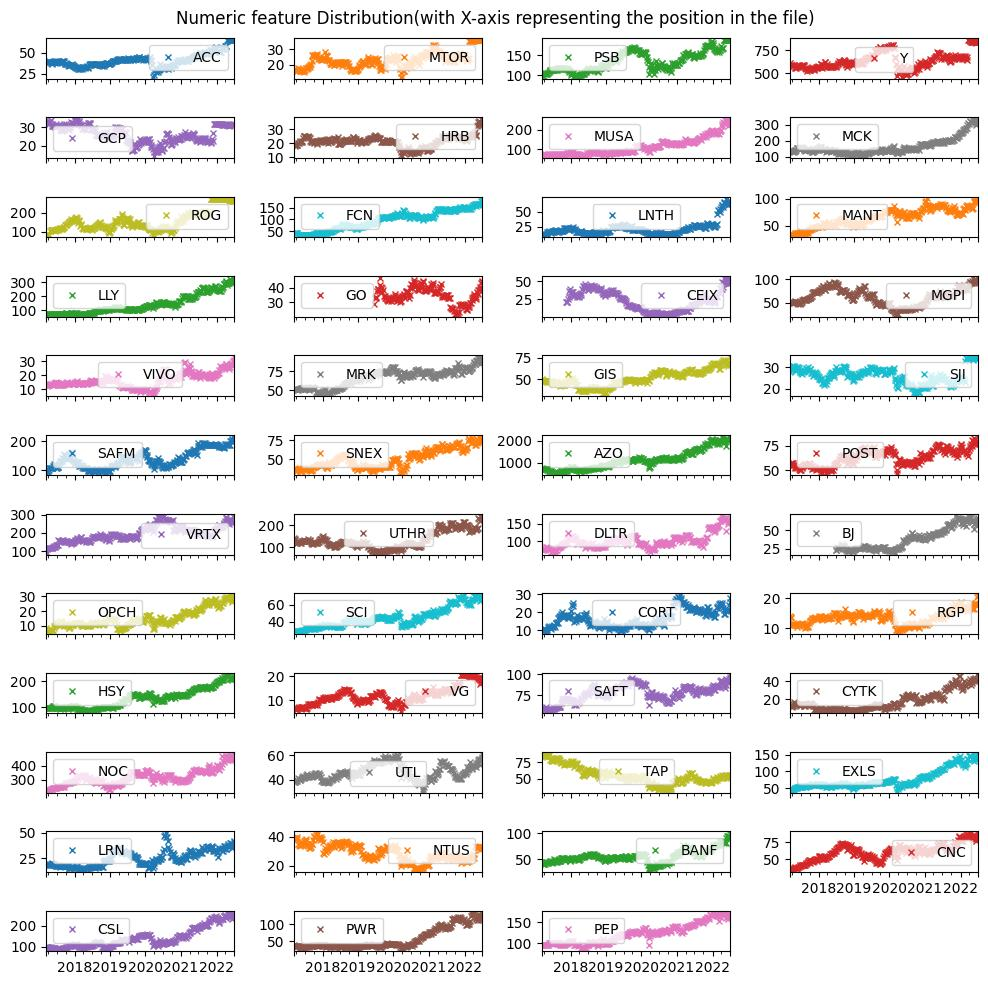 Numeric feature Distribution(with X-axis representing the position in the file)
50
25
ACC
30
20
MTOR
150
100
PSB
750
500
Y
30
20
GCP
30
20
10
HRB
200
100
MUSA
300
200
100
MCK
200
100
ROG
150
100
50
FCN
50
25
LNTH
100
50
MANT
300
200
100
LLY
40
30
GO
50
25
CEIX
100
50
MGPI
30
20
10
VIVO
75
50
MRK
75
50
GIS
30
20
SJI
200
100
SAFM
75
50
SNEX
2000
1000
AZO
75
50
POST
300
200
100
VRTX
200
100
UTHR
150
100
DLTR
50
25
BJ
30
20
10
OPCH
60
40
SCI
30
20
10
CORT
20
10
RGP
200
100
HSY
20
10
VG
100
75
SAFT
40
20
CYTK
400
300
NOC
60
40
UTL
75
50
TAP
150
100
50
EXLS
50
25
LRN
40
20
NTUS
100
50
BANF
75
50
CNC
2018 2019 2020 2021 2022
200
100
CSL
2018 2019 2020 2021 2022
100
50
PWR
2018 2019 2020 2021 2022
150
100
PEP
2018 2019 2020 2021 2022